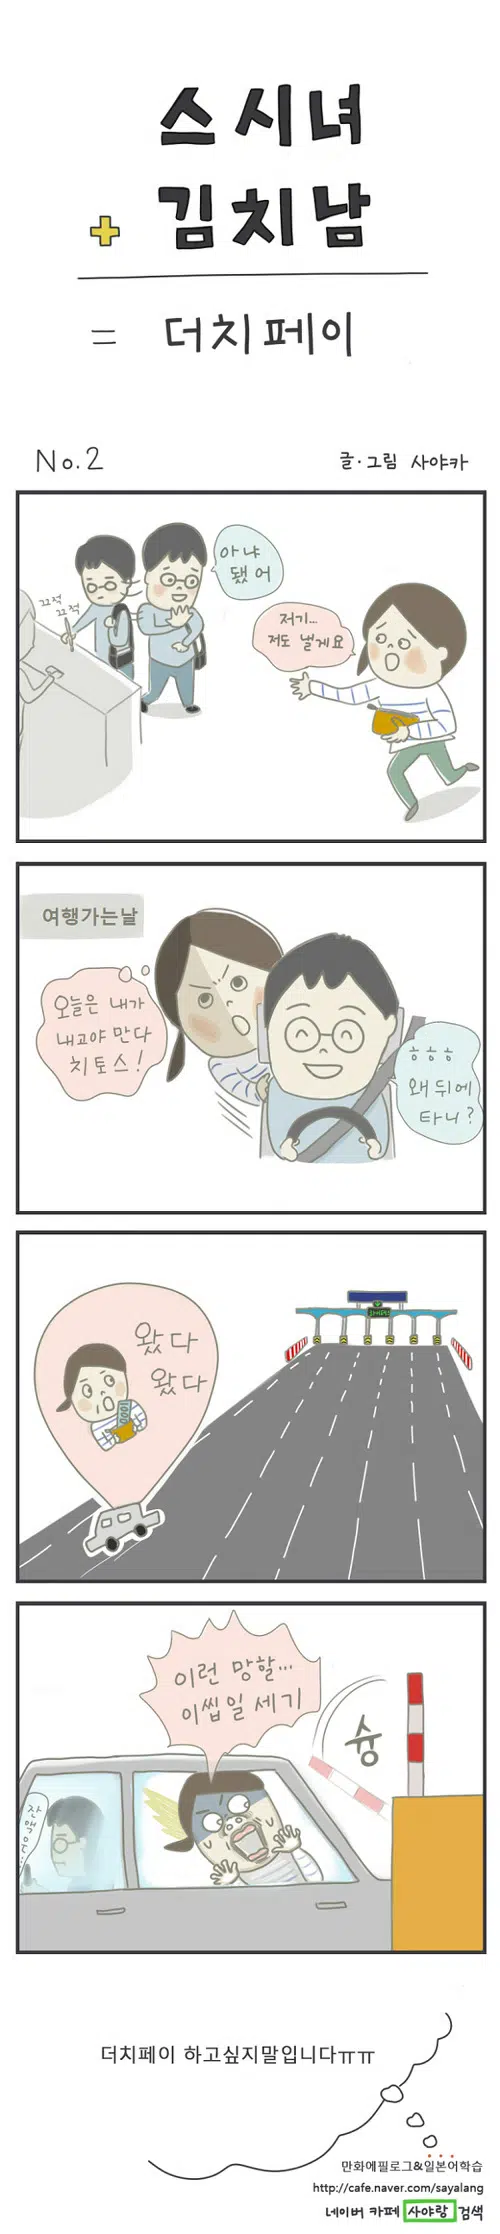 스시녀
+ 김치남
= 더치페이
No.2
글·그림 사야카
끄적
끄적
아냐
됐어
저기...
저도 낼게요
여행가는날
오늘은 내가
내고야 만다
치토스!
ㅎㅎㅎ
왜 뒤에
타니?
왔다
왔다
1000
이런 망할...
이씹일 세기
슝
잔액은...
더치페이 하고싶지말입니다ㅠㅠ
만화에필로그&일본어학습
http://cafe.naver.com/sayalang
네이버 카페 사야랑 검색